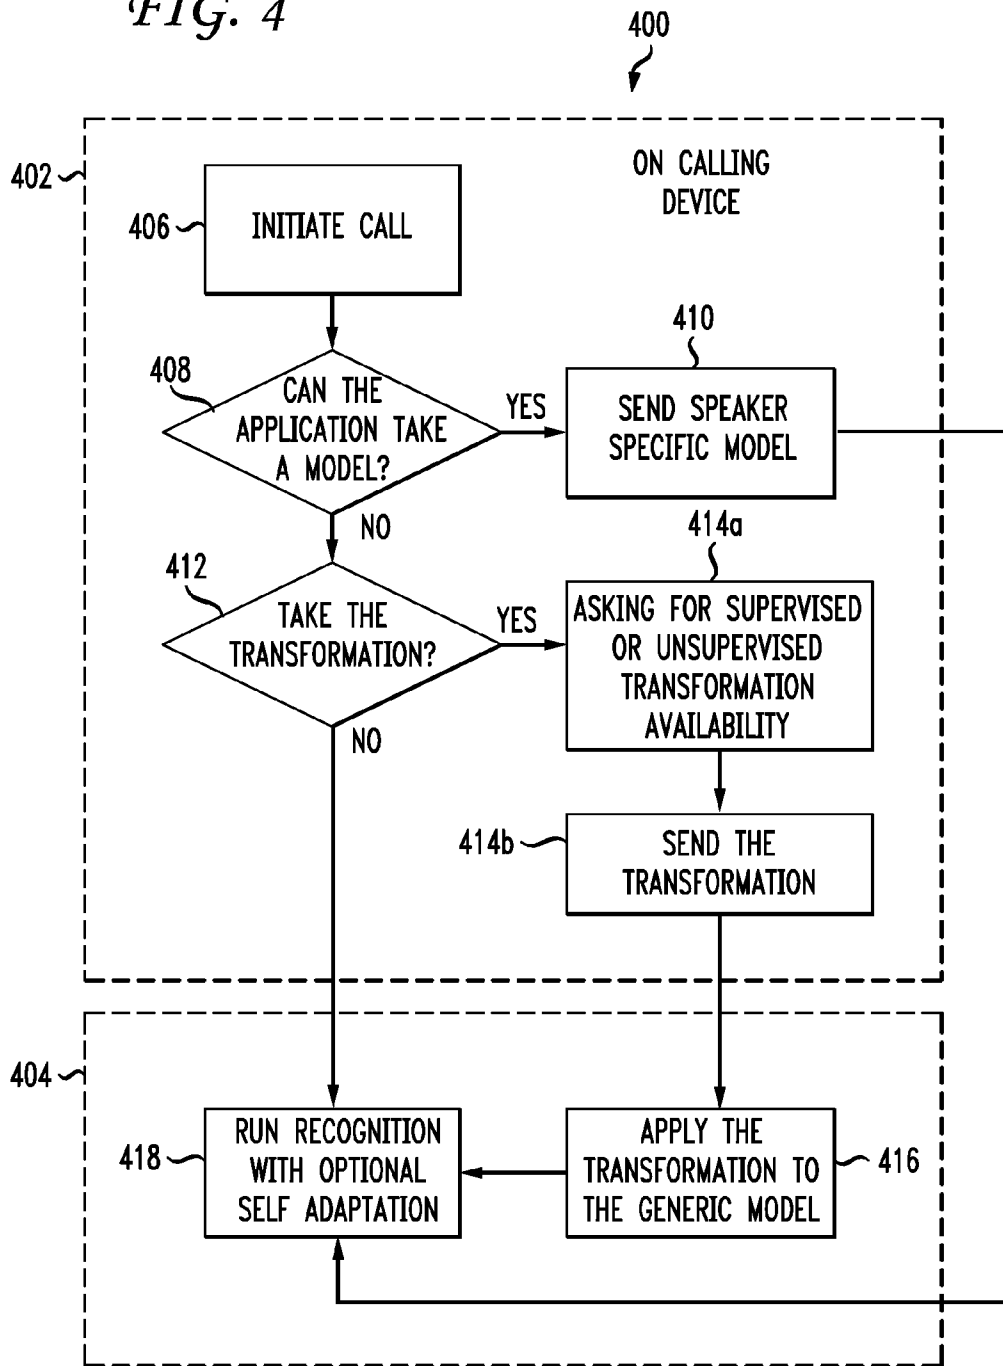 FIG. 4
400
402
ON CALLING
DEVICE
406
INITIATE CALL
410
408
CAN THE
APPLICATION TAKE
A MODEL?
YES
SEND SPEAKER
SPECIFIC MODEL
NO
414a
412
TAKE THE
TRANSFORMATION?
YES
ASKING FOR SUPERVISED
OR UNSUPERVISED
TRANSFORMATION
AVAILABILITY
NO
414b
SEND THE
TRANSFORMATION
404
418
RUN RECOGNITION
WITH OPTIONAL
SELF ADAPTATION
APPLY THE
TRANSFORMATION TO
THE GENERIC MODEL
416